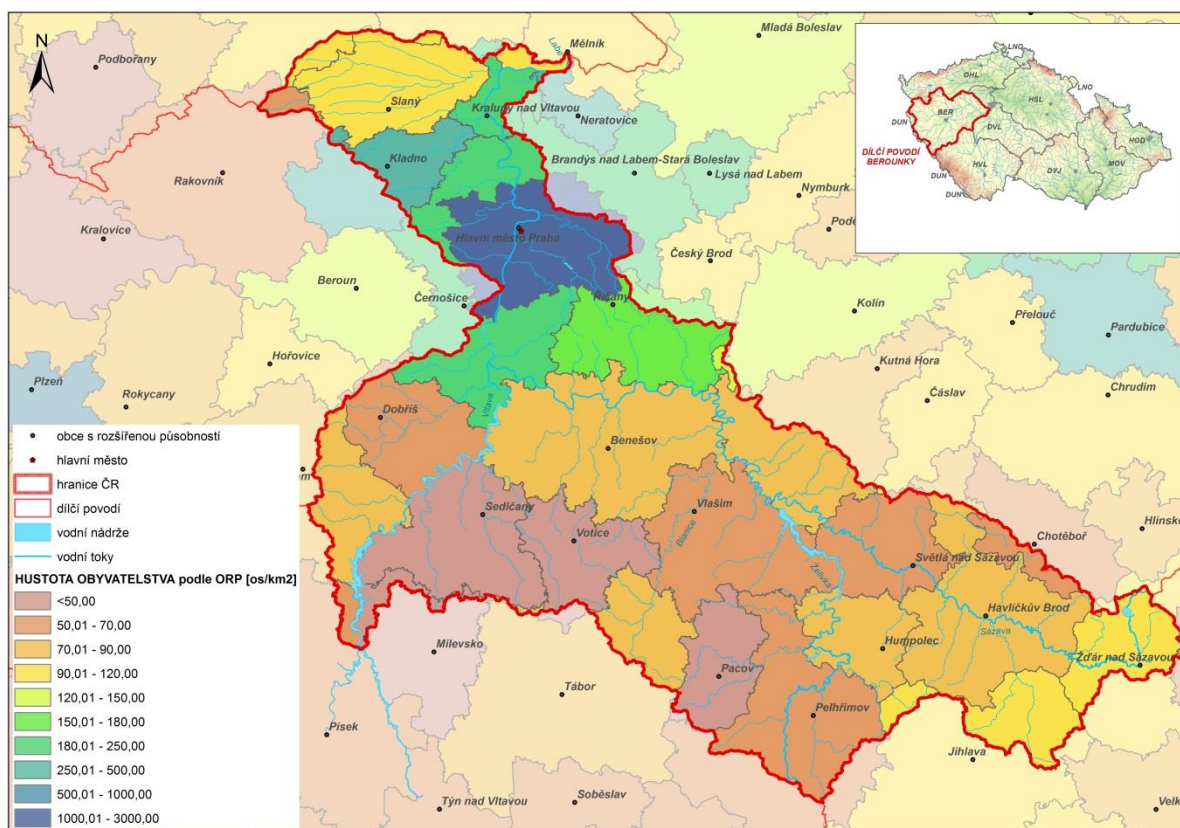 N
Podbořany
Mělník
Mladá Boleslav
Labe
Slaný
Kralupy nad Vltavou
Neratovice
Kladno
Rakovník
Brandýs nad Labem-Stará Boleslav
Lysá nad Labem
Nymburk
Kralovice
Hlavní město Praha
Český Brod
Beroun
Černošice
Říčany
Kolín
Přelouč
Pardubice
Hořovice
Kutná Hora
Plzeň
Rokycany
Čáslav
Chrudim
Dobříš
Vltava
Benešov
Sedlčany
Vlašim
Votice
Blanice
Želivka
Chotěboř
Světlá nad Sázavou
Havlíčkův Brod
Sázava
Milevsko
Humpolec
Žďár nad Sázavou
Pacov
Tábor
Pelhřimov
Písek
Jihlava
Týn nad Vltavou
Soběslav
LNO
OHL
HSL
LNO
BER
DUN
DVL
HOD
MOV
HVL
DYJ
DUN
DUN
DÍLČÍ POVODÍ
BEROUNKY
obce s rozšířenou působností
hlavní město
hranice ČR
dílčí povodí
vodní nádrže
vodní toky
HUSTOTA OBYVATELSTVA podle ORP [os/km2]
<50,00
50,01 - 70,00
70,01 - 90,00
90,01 - 120,00
120,01 - 150,00
150,01 - 180,00
180,01 - 250,00
250,01 - 500,00
500,01 - 1000,00
1000,01 - 3000,00